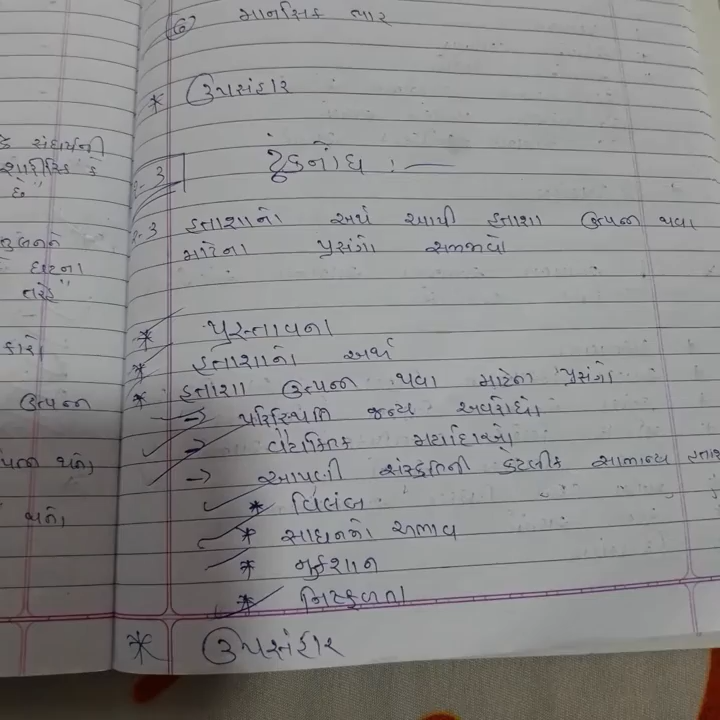 (6) માનસિક ભાર
* ઉપસંહાર
પ્ર-3 ટૂંકનોંધ :—
પ્ર.3 હતાશાનો અર્થ આપી હતાશા ઉત્પન્ન થવા
માટેના પ્રસંગો સમજાવો
* પ્રસ્તાવના
* હતાશાનો અર્થ
* હતાશા ઉત્પન્ન થવા માટેના પ્રસંગો
→ પરિસ્થિતિ જન્ય અવરોધો
→ વૈયક્તિક મર્યાદાઓ
→ આપણી સંસ્કૃતિની કેટલીક સામાન્ય
* વિલંબ
* સાધનનો અભાવ
* નુકશાન
* નિષ્ફળતા
* ઉપસંહાર